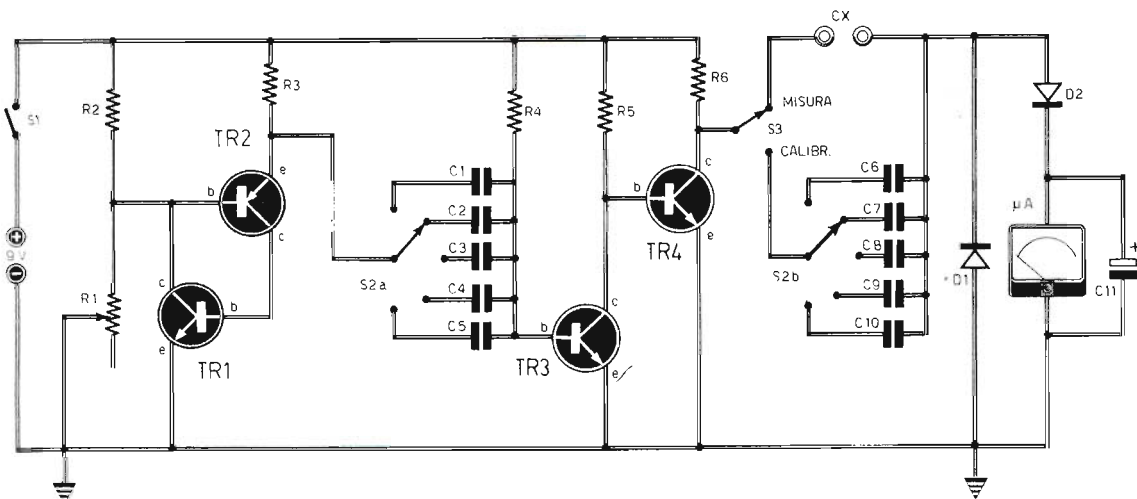 CX
S1
R2
R3
R4
R5
R6
MISURA
S3
CALIBR.
D2
TR2
e
b
c
C1
C2
C3
C4
C5
S2a
c
b
e
TR4
C6
C7
C8
C9
C10
S2b
µA
+
C11
D1
+
9V
−
R1
c
b
e
TR1
c
b
e
TR3